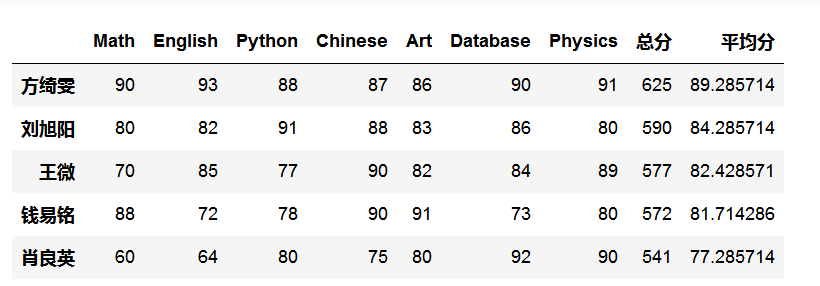 Math English Python Chinese Art Database Physics 总分 平均分
方绮雯 90 93 88 87 86 90 91 625 89.285714
刘旭阳 80 82 91 88 83 86 80 590 84.285714
王微 70 85 77 90 82 84 89 577 82.428571
钱易铭 88 72 78 90 91 73 80 572 81.714286
肖良英 60 64 80 75 80 92 90 541 77.285714